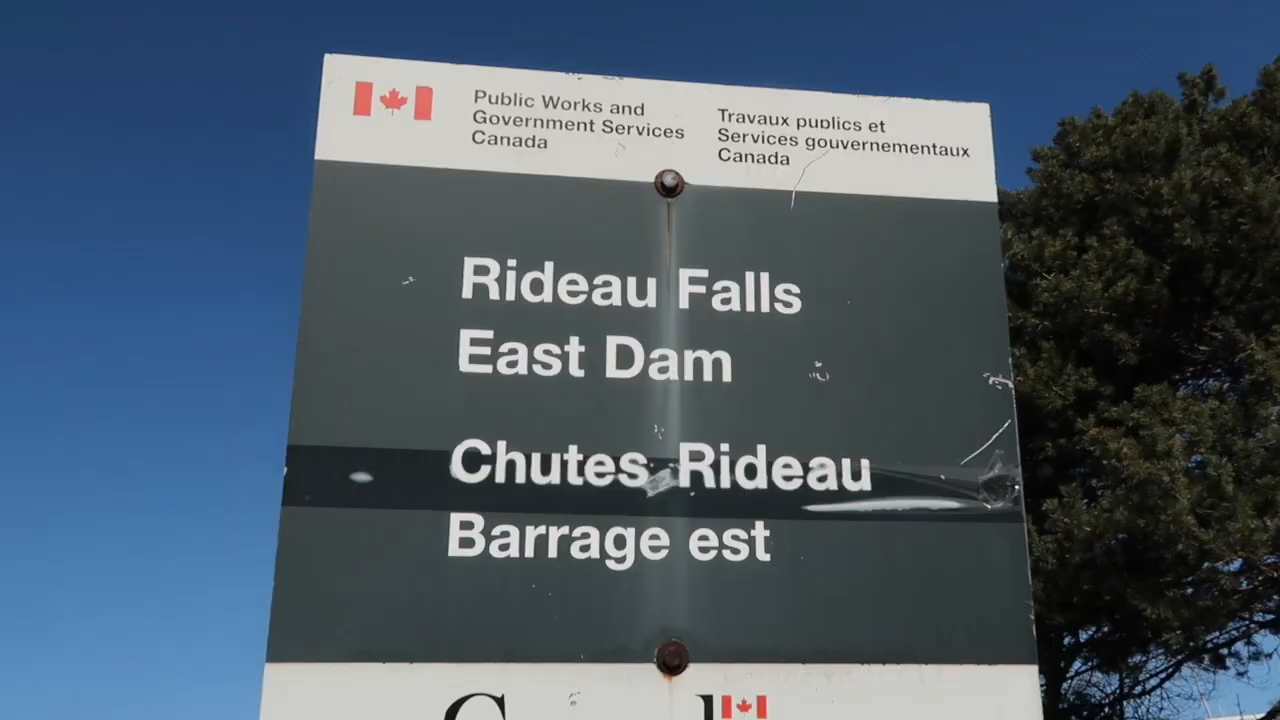 Public Works and
Government Services
Canada
Travaux publics et
Services gouvernementaux
Canada
Rideau Falls
East Dam
Chutes Rideau
Barrage est